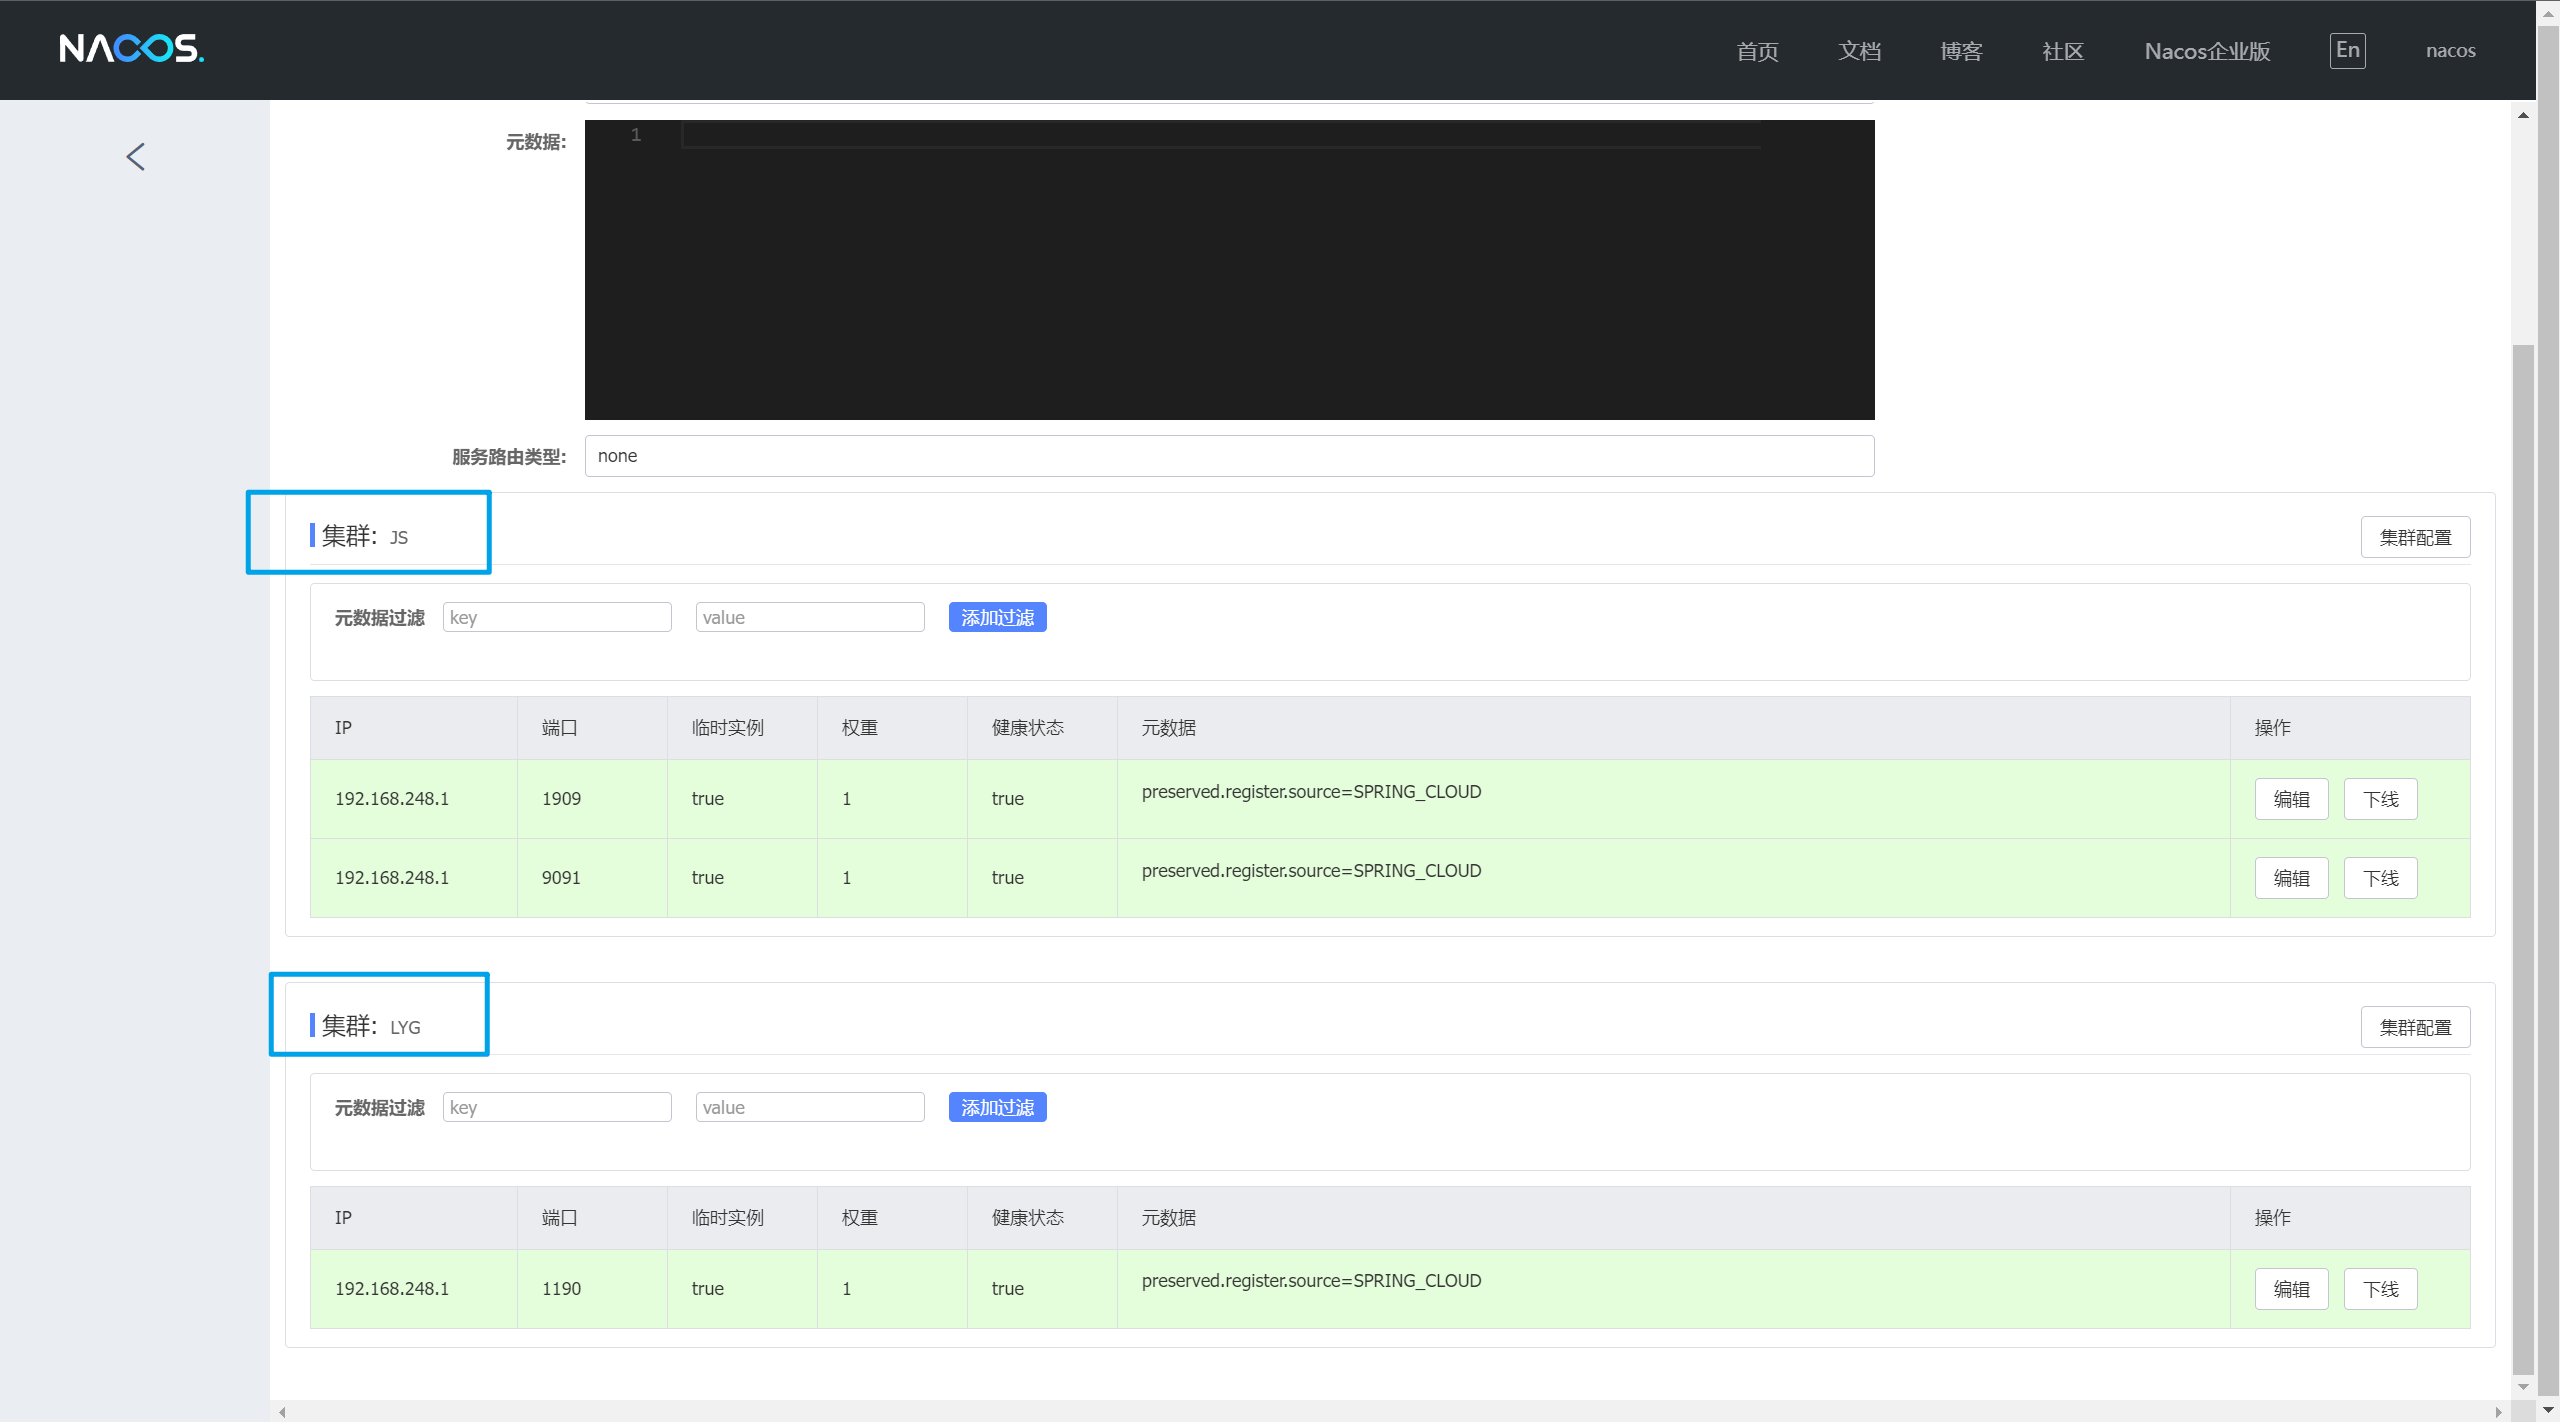 NACOS. 首页 文档 博客 社区 Nacos企业版 En nacos
元数据: 1
服务路由类型: none
集群: JS 集群配置
元数据过滤 key value 添加过滤
IP 端口 临时实例 权重 健康状态 元数据 操作
192.168.248.1 1909 true 1 true preserved.register.source=SPRING_CLOUD 编辑 下线
192.168.248.1 9091 true 1 true preserved.register.source=SPRING_CLOUD 编辑 下线
集群: LYG 集群配置
元数据过滤 key value 添加过滤
IP 端口 临时实例 权重 健康状态 元数据 操作
192.168.248.1 1190 true 1 true preserved.register.source=SPRING_CLOUD 编辑 下线